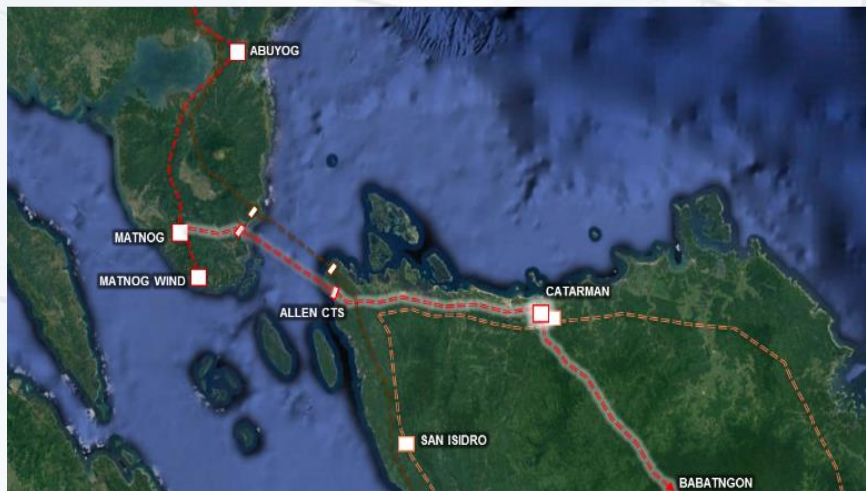 ABUYOG
MATNOG
MATNOG WIND
ALLEN CTS
CATARMAN
SAN ISIDRO
BABATNGON